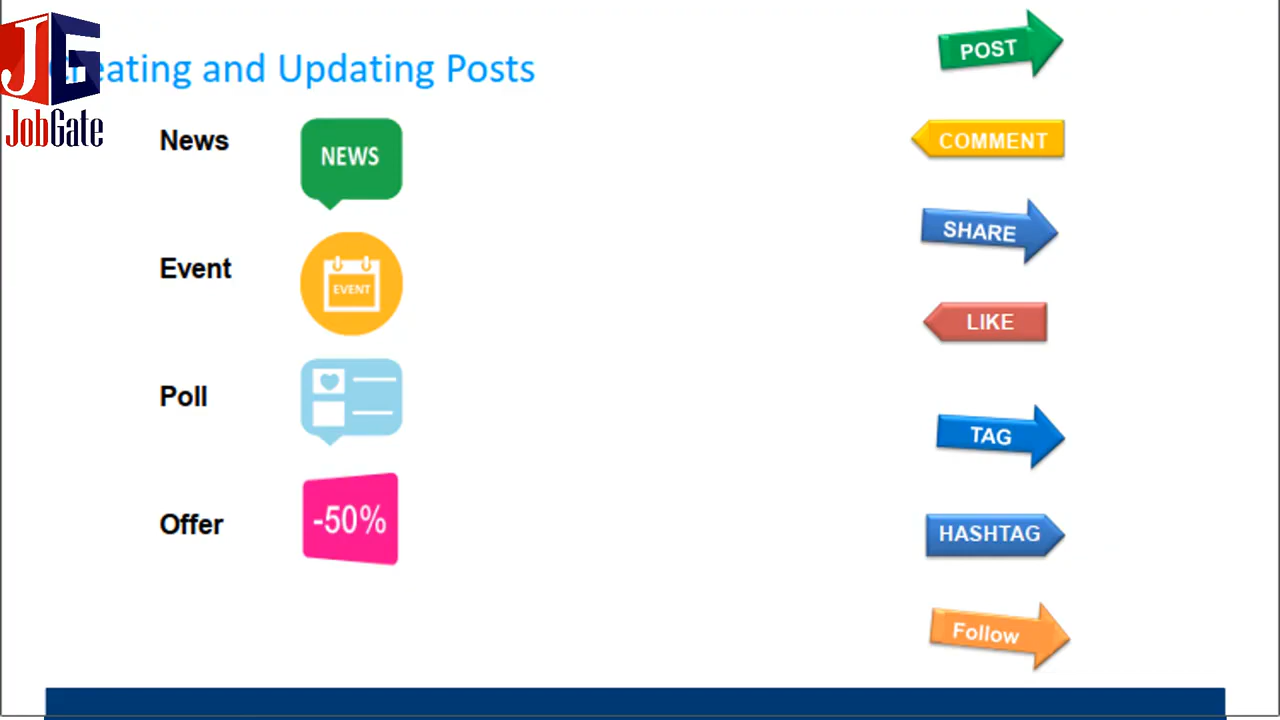 JG
JobGate
Creating and Updating Posts
News
NEWS
Event
EVENT
Poll
Offer
-50%
POST
COMMENT
SHARE
LIKE
TAG
HASHTAG
Follow